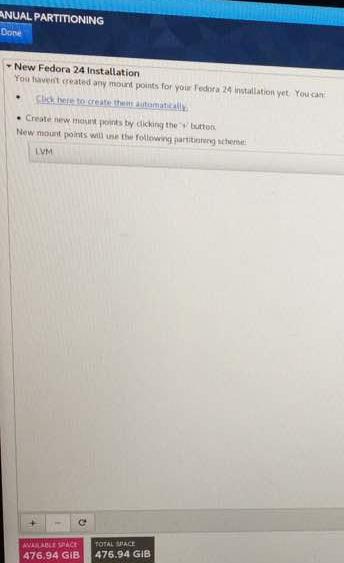 ANUAL PARTITIONING
Done
New Fedora 24 Installation
You haven't created any mount points for your Fedora 24 installation yet. You can:
• Click here to create them automatically.
• Create new mount points by clicking the '+' button.
New mount points will use the following partitioning scheme:
LVM
+ −
AVAILABLE SPACE TOTAL SPACE
476.94 GiB 476.94 GiB